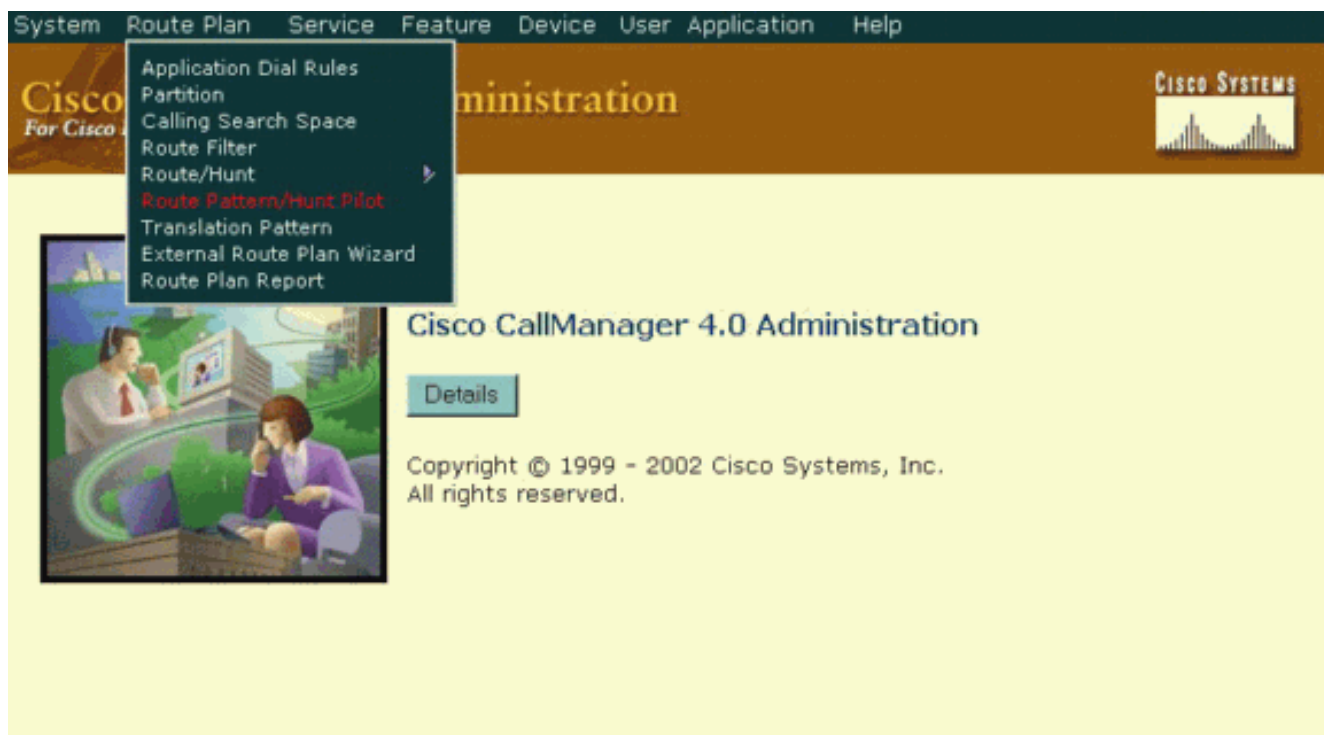 System Route Plan Service Feature Device User Application Help
Application Dial Rules
Partition
Calling Search Space
Route Filter
Route/Hunt
Route Pattern/Hunt Pilot
Translation Pattern
External Route Plan Wizard
Route Plan Report
Cisco ministration
For Cisco
CISCO SYSTEMS
Cisco CallManager 4.0 Administration
Details
Copyright © 1999 - 2002 Cisco Systems, Inc.
All rights reserved.